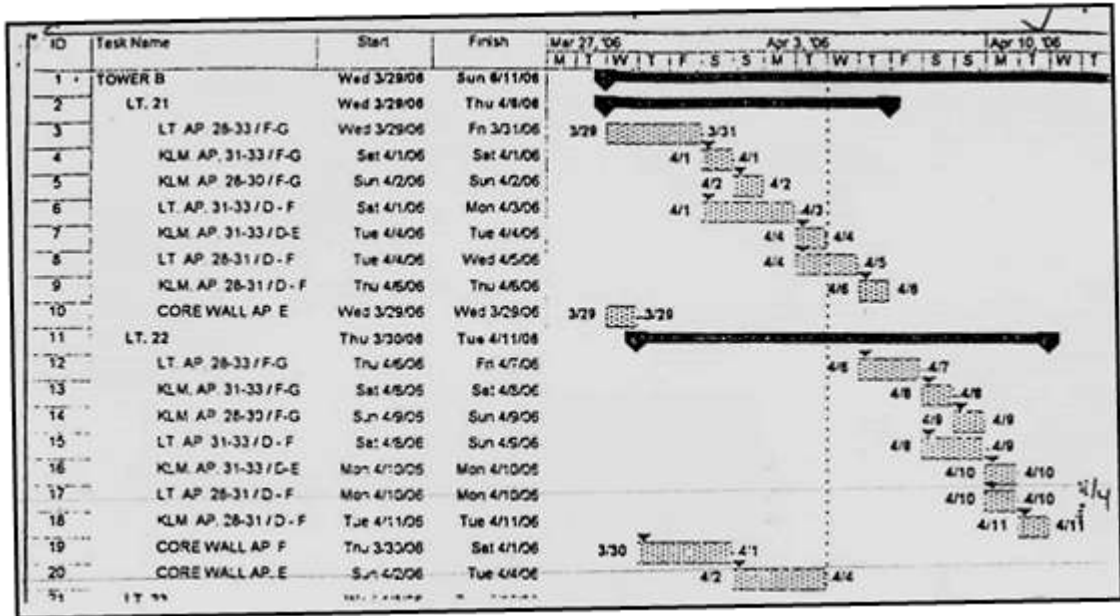 ID Task Name Start Finish Mar 27, '06 Apr 3, '06 Apr 10, '06
M T W T F S S M T W T F S S M T W T
1 TOWER B Wed 3/29/06 Sun 6/11/06
2 LT. 21 Wed 3/29/06 Thu 4/6/06
3 LT. AP. 28-33 / F-G Wed 3/29/06 Fri 3/31/06 3/29 3/31
4 KLM. AP. 31-33 / F-G Sat 4/1/06 Sat 4/1/06 4/1 4/1
5 KLM. AP. 28-30 / F-G Sun 4/2/06 Sun 4/2/06 4/2 4/2
6 LT. AP. 31-33 / D - F Sat 4/1/06 Mon 4/3/06 4/1 4/3
7 KLM. AP. 31-33 / D-E Tue 4/4/06 Tue 4/4/06 4/4 4/4
8 LT. AP. 28-31 / D - F Tue 4/4/06 Wed 4/5/06 4/4 4/5
9 KLM. AP. 28-31 / D - F Thu 4/6/06 Thu 4/6/06 4/6 4/6
10 CORE WALL AP. E Wed 3/29/06 Wed 3/29/06 3/29 3/29
11 LT. 22 Thu 3/30/06 Tue 4/11/06
12 LT. AP. 28-33 / F-G Thu 4/6/06 Fri 4/7/06 4/6 4/7
13 KLM. AP. 31-33 / F-G Sat 4/8/06 Sat 4/8/06 4/8 4/8
14 KLM. AP. 28-30 / F-G Sun 4/9/06 Sun 4/9/06 4/9 4/9
15 LT. AP. 31-33 / D - F Sat 4/8/06 Sun 4/9/06 4/8 4/9
16 KLM. AP. 31-33 / D-E Mon 4/10/06 Mon 4/10/06 4/10 4/10
17 LT. AP. 28-31 / D - F Mon 4/10/06 Mon 4/10/06 4/10 4/10
18 KLM. AP. 28-31 / D - F Tue 4/11/06 Tue 4/11/06 4/11 4/11
19 CORE WALL AP. F Thu 3/30/06 Sat 4/1/06 3/30 4/1
20 CORE WALL AP. E Sun 4/2/06 Tue 4/4/06 4/2 4/4